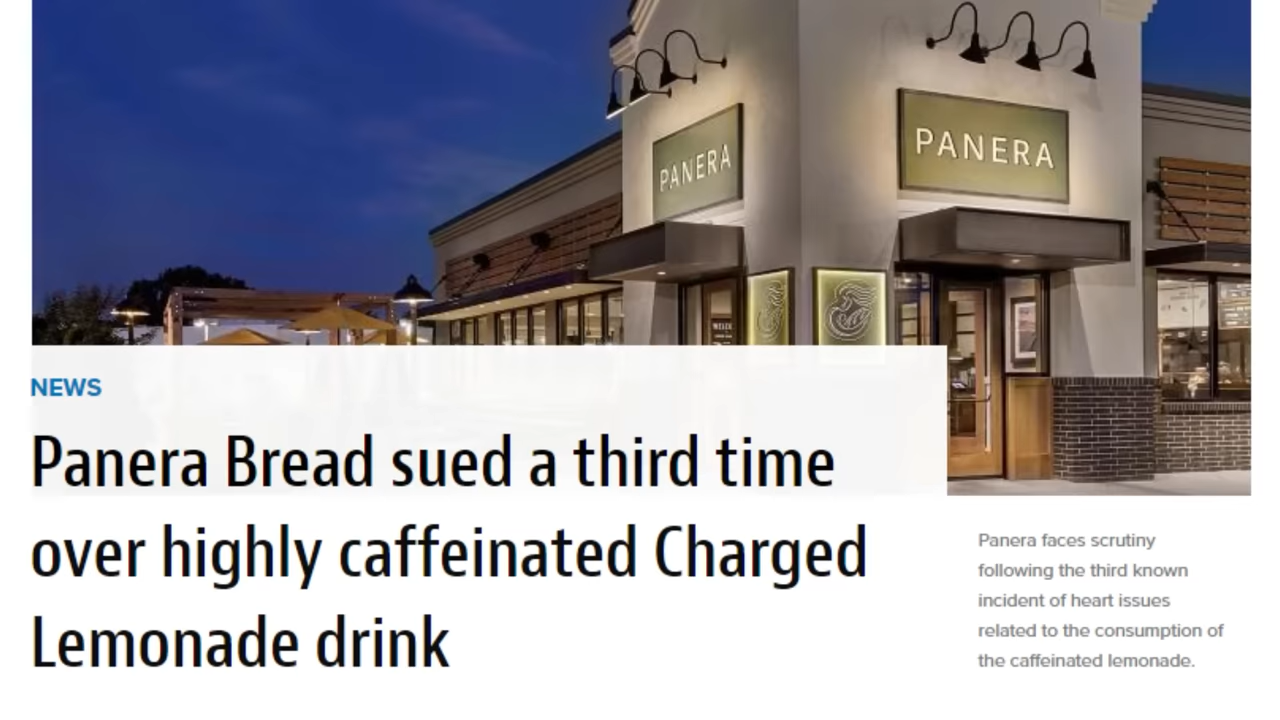 PANERA
PANERA
NEWS
Panera Bread sued a third time
over highly caffeinated Charged
Lemonade drink
Panera faces scrutiny
following the third known
incident of heart issues
related to the consumption of
the caffeinated lemonade.